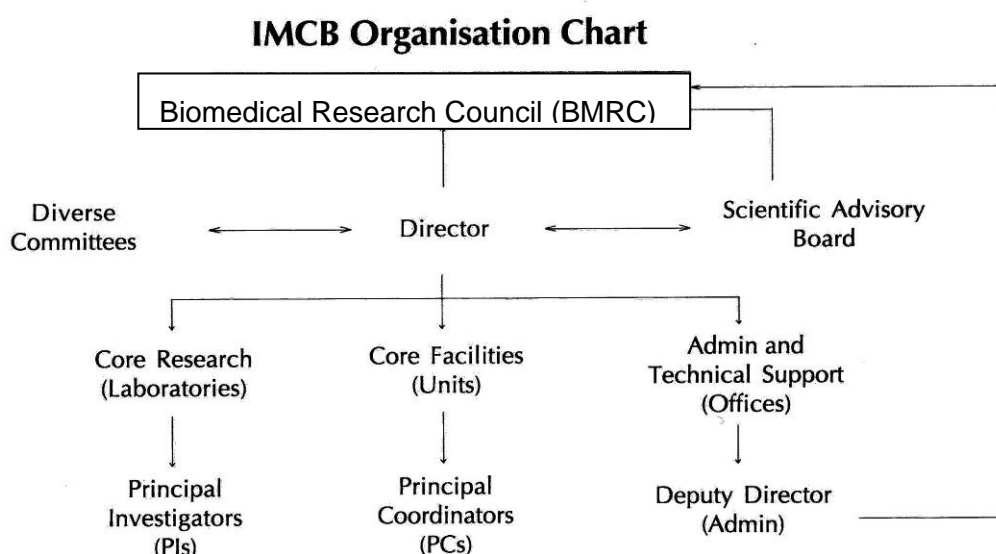 IMCB Organisation Chart
Biomedical Research Council (BMRC)
Diverse
Committees
Director
Scientific Advisory
Board
Core Research
(Laboratories)
Core Facilities
(Units)
Admin and
Technical Support
(Offices)
Principal
Investigators
(PIs)
Principal
Coordinators
(PCs)
Deputy Director
(Admin)